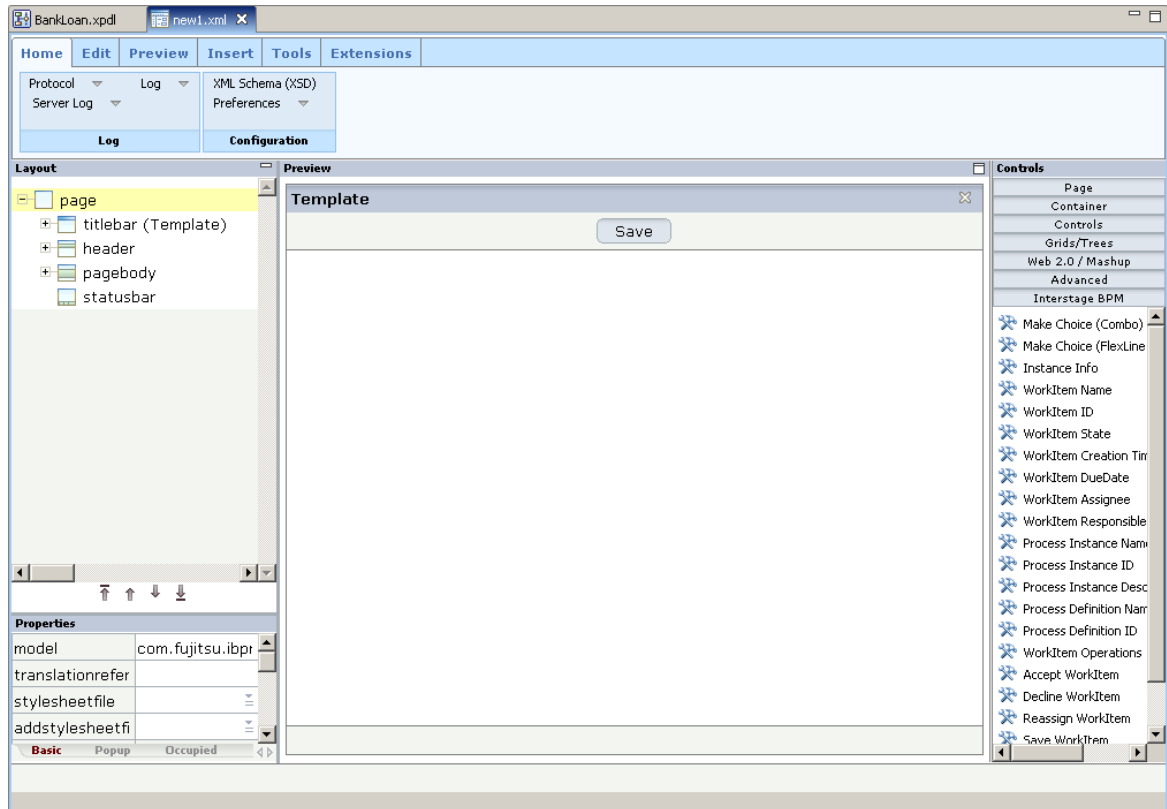 BankLoan.xpdl new1.xml
Home Edit Preview Insert Tools Extensions
Protocol Log XML Schema (XSD)
Server Log Preferences
Log Configuration
Layout Preview Controls
page
titlebar (Template)
header
pagebody
statusbar
Template
Save
Page
Container
Controls
Grids/Trees
Web 2.0 / Mashup
Advanced
Interstage BPM
Make Choice (Combo)
Make Choice (FlexLine
Instance Info
WorkItem Name
WorkItem ID
WorkItem State
WorkItem Creation Tim
WorkItem DueDate
WorkItem Assignee
WorkItem Responsible
Process Instance Name
Process Instance ID
Process Instance Desc
Process Definition Nam
Process Definition ID
WorkItem Operations
Accept WorkItem
Decline WorkItem
Reassign WorkItem
Save WorkItem
Properties
model com.fujitsu.ibpr
translationrefer
stylesheetfile
addstylesheetfi
Basic Popup Occupied